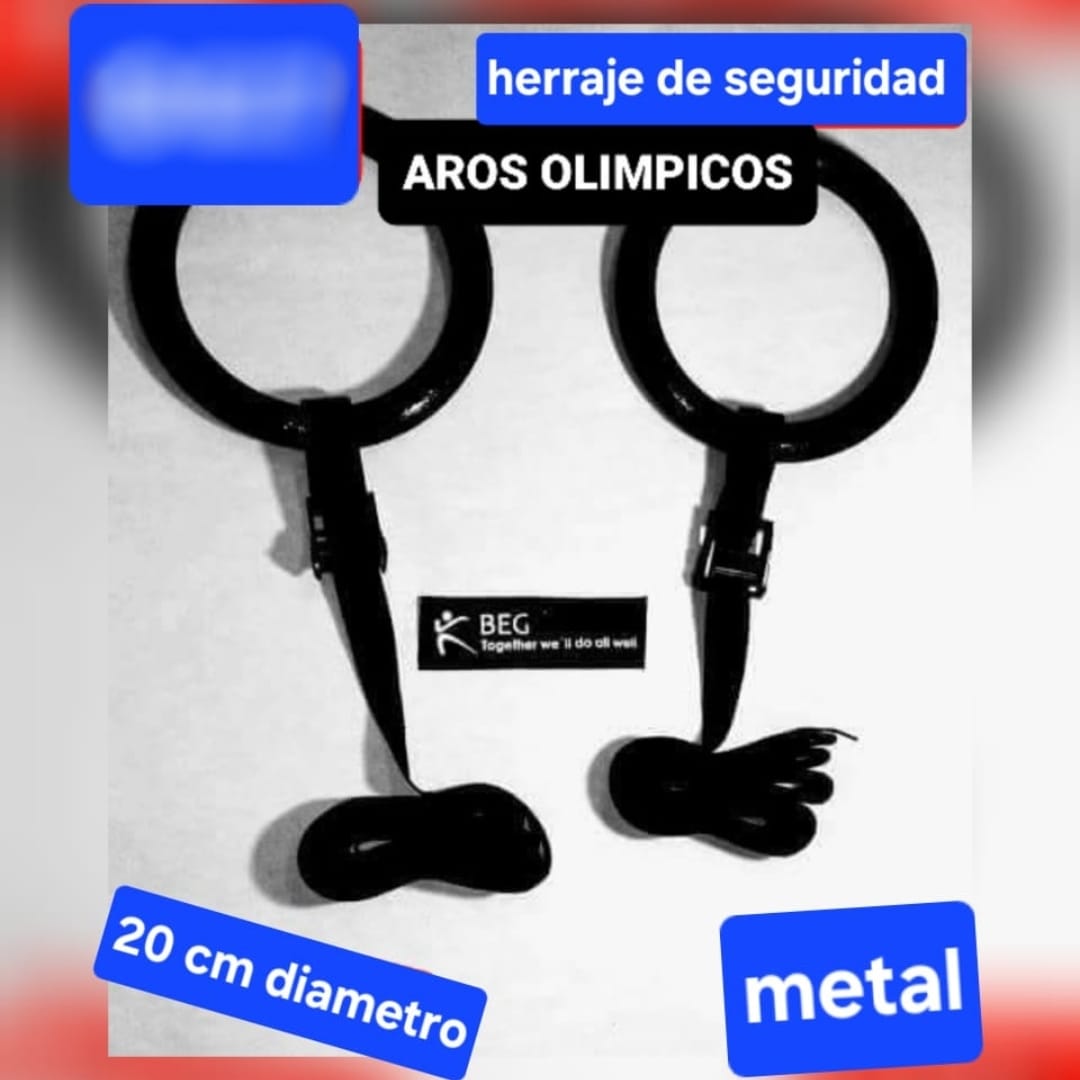 herraje de seguridad
AROS OLIMPICOS
BEG
Together we'll do all well
20 cm diametro
metal